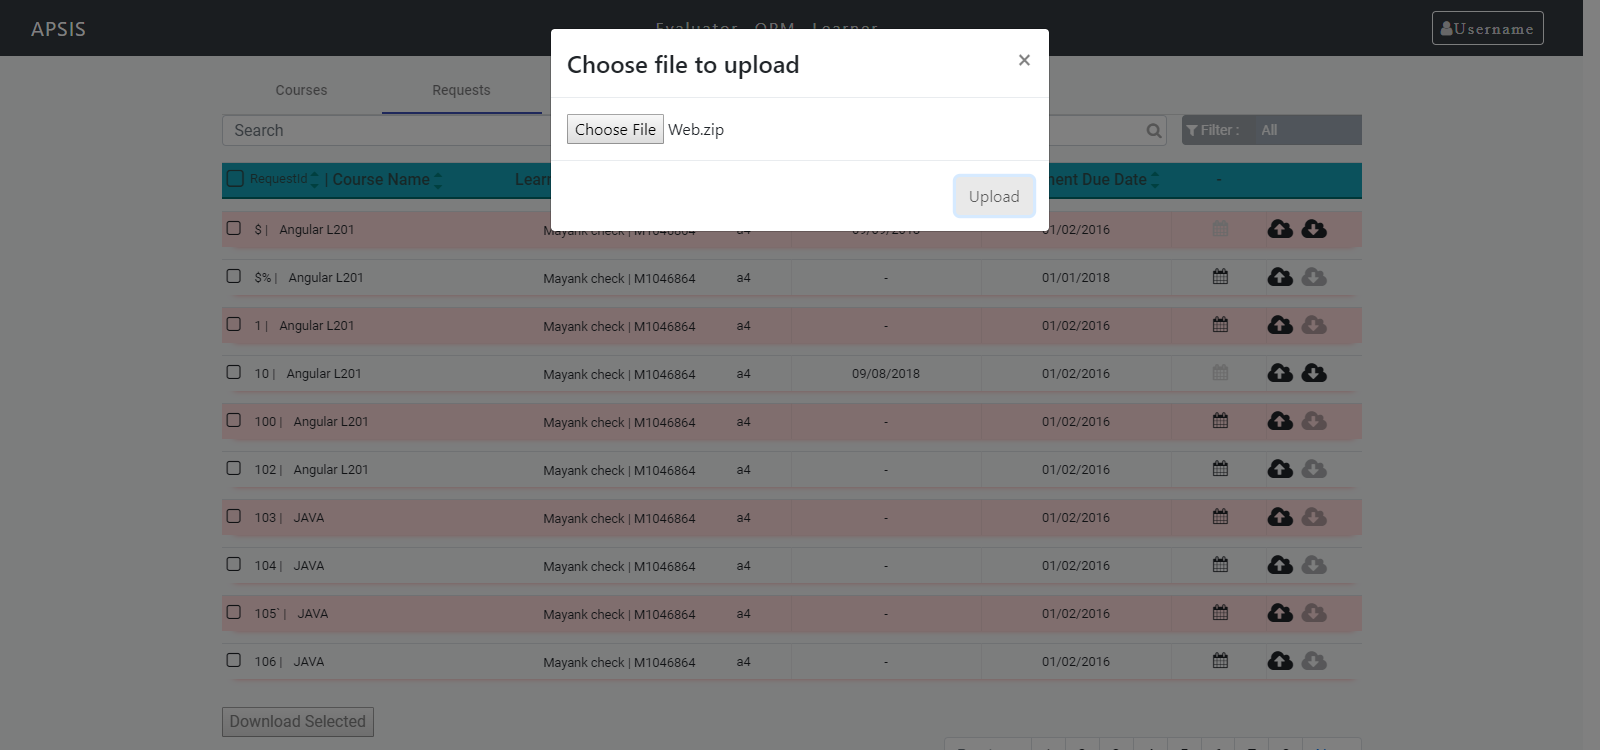 APSIS
Evaluator QPM Learner
Username
Choose file to upload
×
Courses
Requests
Choose File Web.zip
Search
Filter :
All
Upload
RequestId | Course Name
ment Due Date
-
$ | Angular L201 Mayank check | M1046864 a4 09/09/2018 01/02/2016
$% | Angular L201 Mayank check | M1046864 a4 - 01/01/2018
1 | Angular L201 Mayank check | M1046864 a4 - 01/02/2016
10 | Angular L201 Mayank check | M1046864 a4 09/08/2018 01/02/2016
100 | Angular L201 Mayank check | M1046864 a4 - 01/02/2016
102 | Angular L201 Mayank check | M1046864 a4 - 01/02/2016
103 | JAVA Mayank check | M1046864 a4 - 01/02/2016
104 | JAVA Mayank check | M1046864 a4 - 01/02/2016
105` | JAVA Mayank check | M1046864 a4 - 01/02/2016
106 | JAVA Mayank check | M1046864 a4 - 01/02/2016
Download Selected